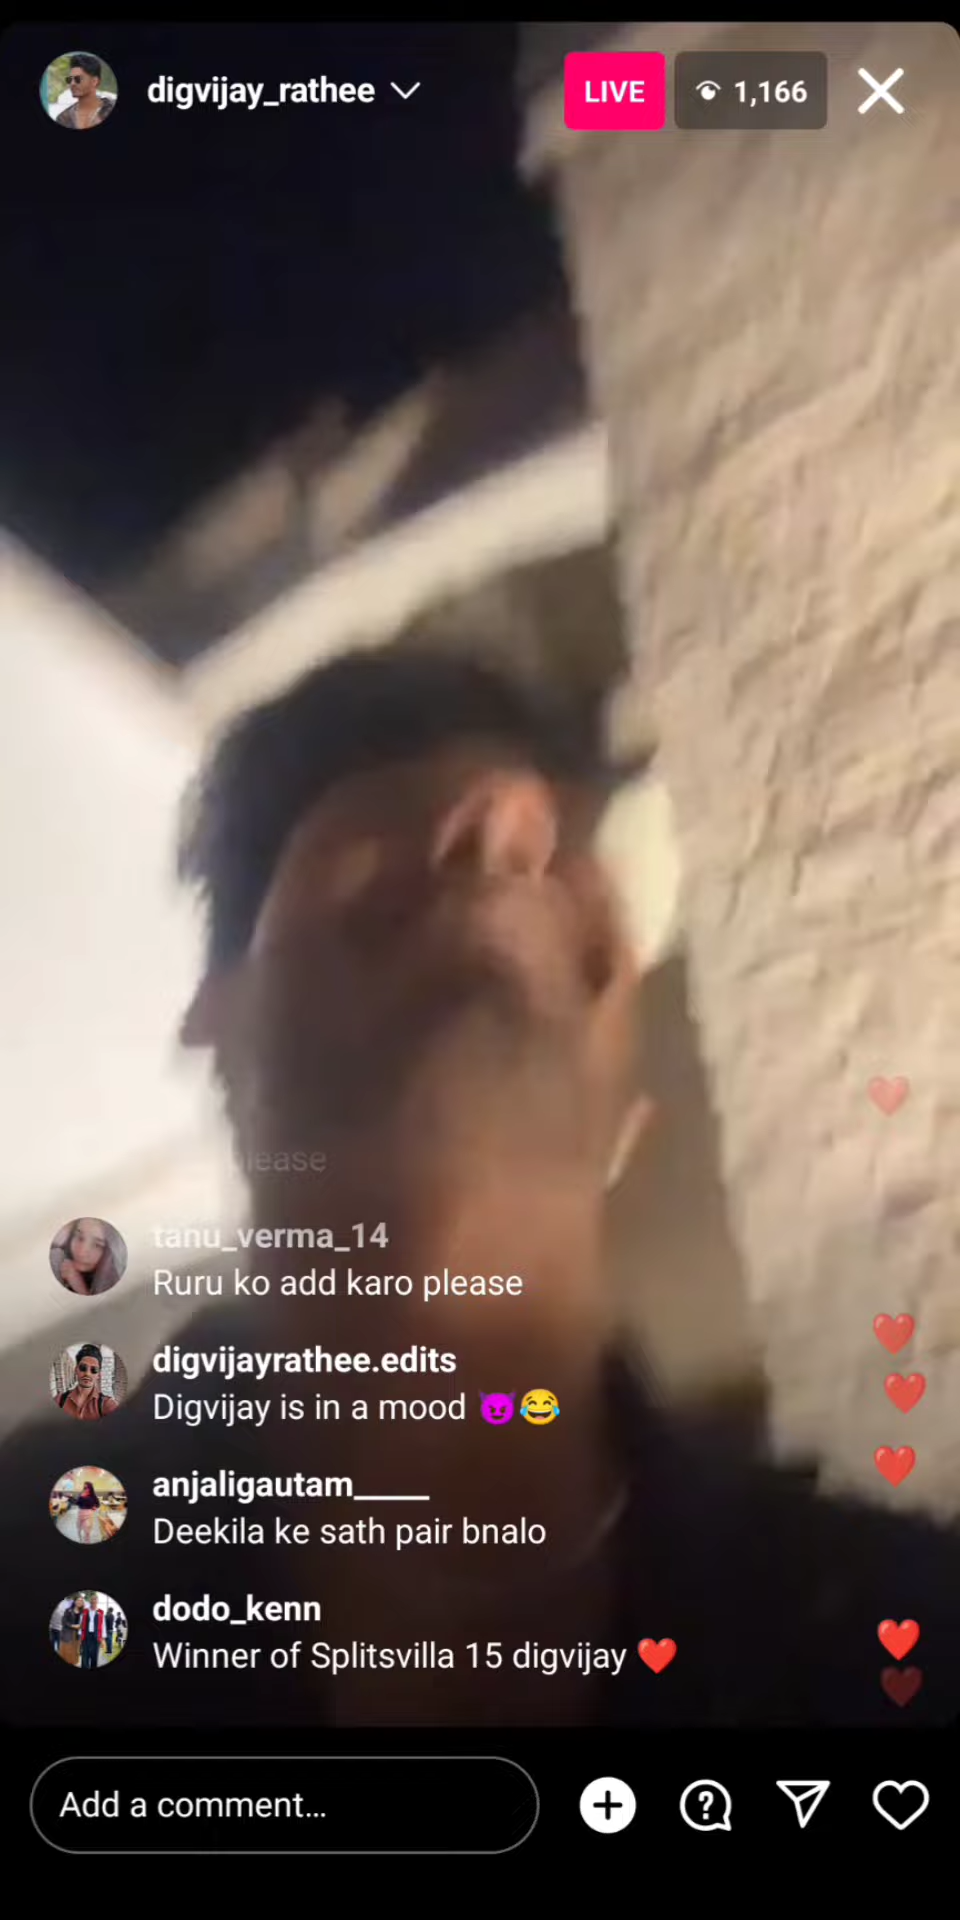 digvijay_rathee
LIVE
1,166
please
tanu_verma_14
Ruru ko add karo please
digvijayrathee.edits
Digvijay is in a mood 😈😂
anjaligautam_____
Deekila ke sath pair bnalo
dodo_kenn
Winner of Splitsvilla 15 digvijay ❤️
Add a comment...